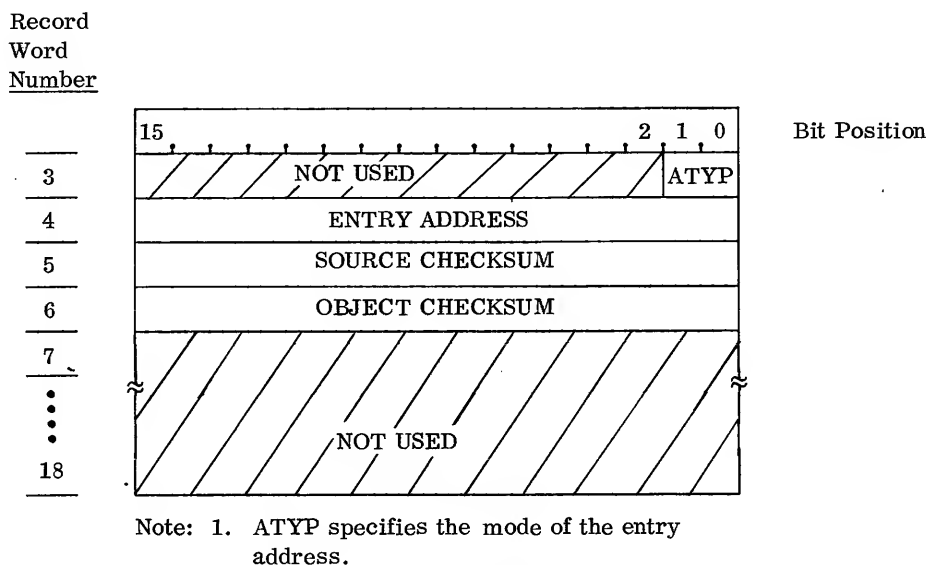 Record
Word
Number
15 2 1 0 Bit Position
3 NOT USED ATYP
4 ENTRY ADDRESS
5 SOURCE CHECKSUM
6 OBJECT CHECKSUM
7
NOT USED
18
Note: 1. ATYP specifies the mode of the entry
address.